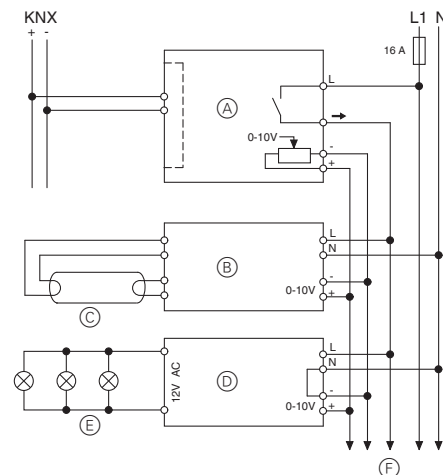 KNX
+ -
L1 N
16 A
L
A
0-10V
-
+
L
N
B
-
0-10V
+
C
L
N
12V AC
D
-
0-10V
+
E
F